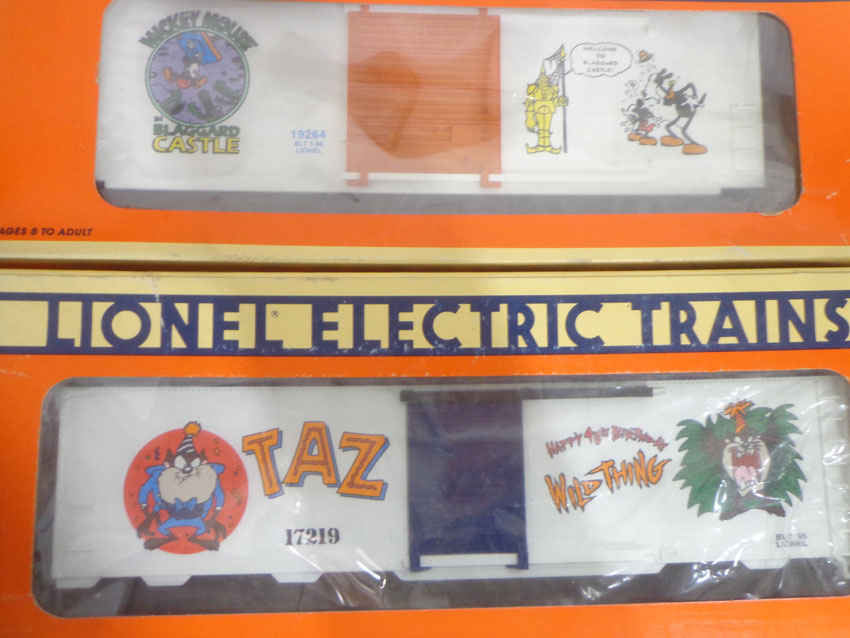 MICKEY MOUSE
IN
BLAGGARD
CASTLE
19264
BLT 1-94
LIONEL
WELCOME
TO
BLAGGARD
CASTLE!
AGES 8 TO ADULT
LIONEL® ELECTRIC TRAINS
TAZ
17219
HAPPY 40TH BIRTHDAY
WILD THING
BLT 95
LIONEL